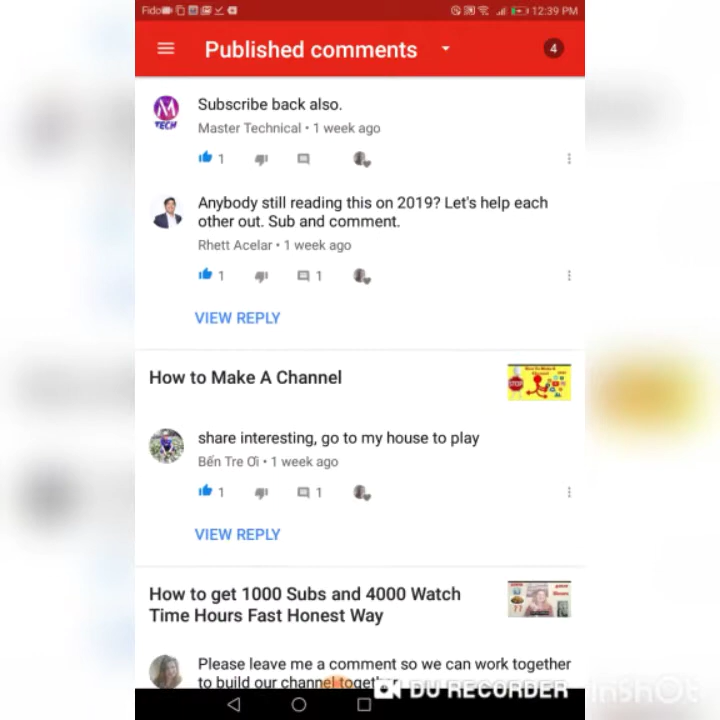 Fido
12:39 PM
Published comments
4
M
TECH
Subscribe back also.
Master Technical • 1 week ago
1
Anybody still reading this on 2019? Let's help each
other out. Sub and comment.
Rhett Acelar • 1 week ago
1 1
VIEW REPLY
How to Make A Channel
share interesting, go to my house to play
Bến Tre Ơi • 1 week ago
1 1
VIEW REPLY
How to get 1000 Subs and 4000 Watch
Time Hours Fast Honest Way
Please leave me a comment so we can work together
to build our channel together
DU RECORDER
InShOt